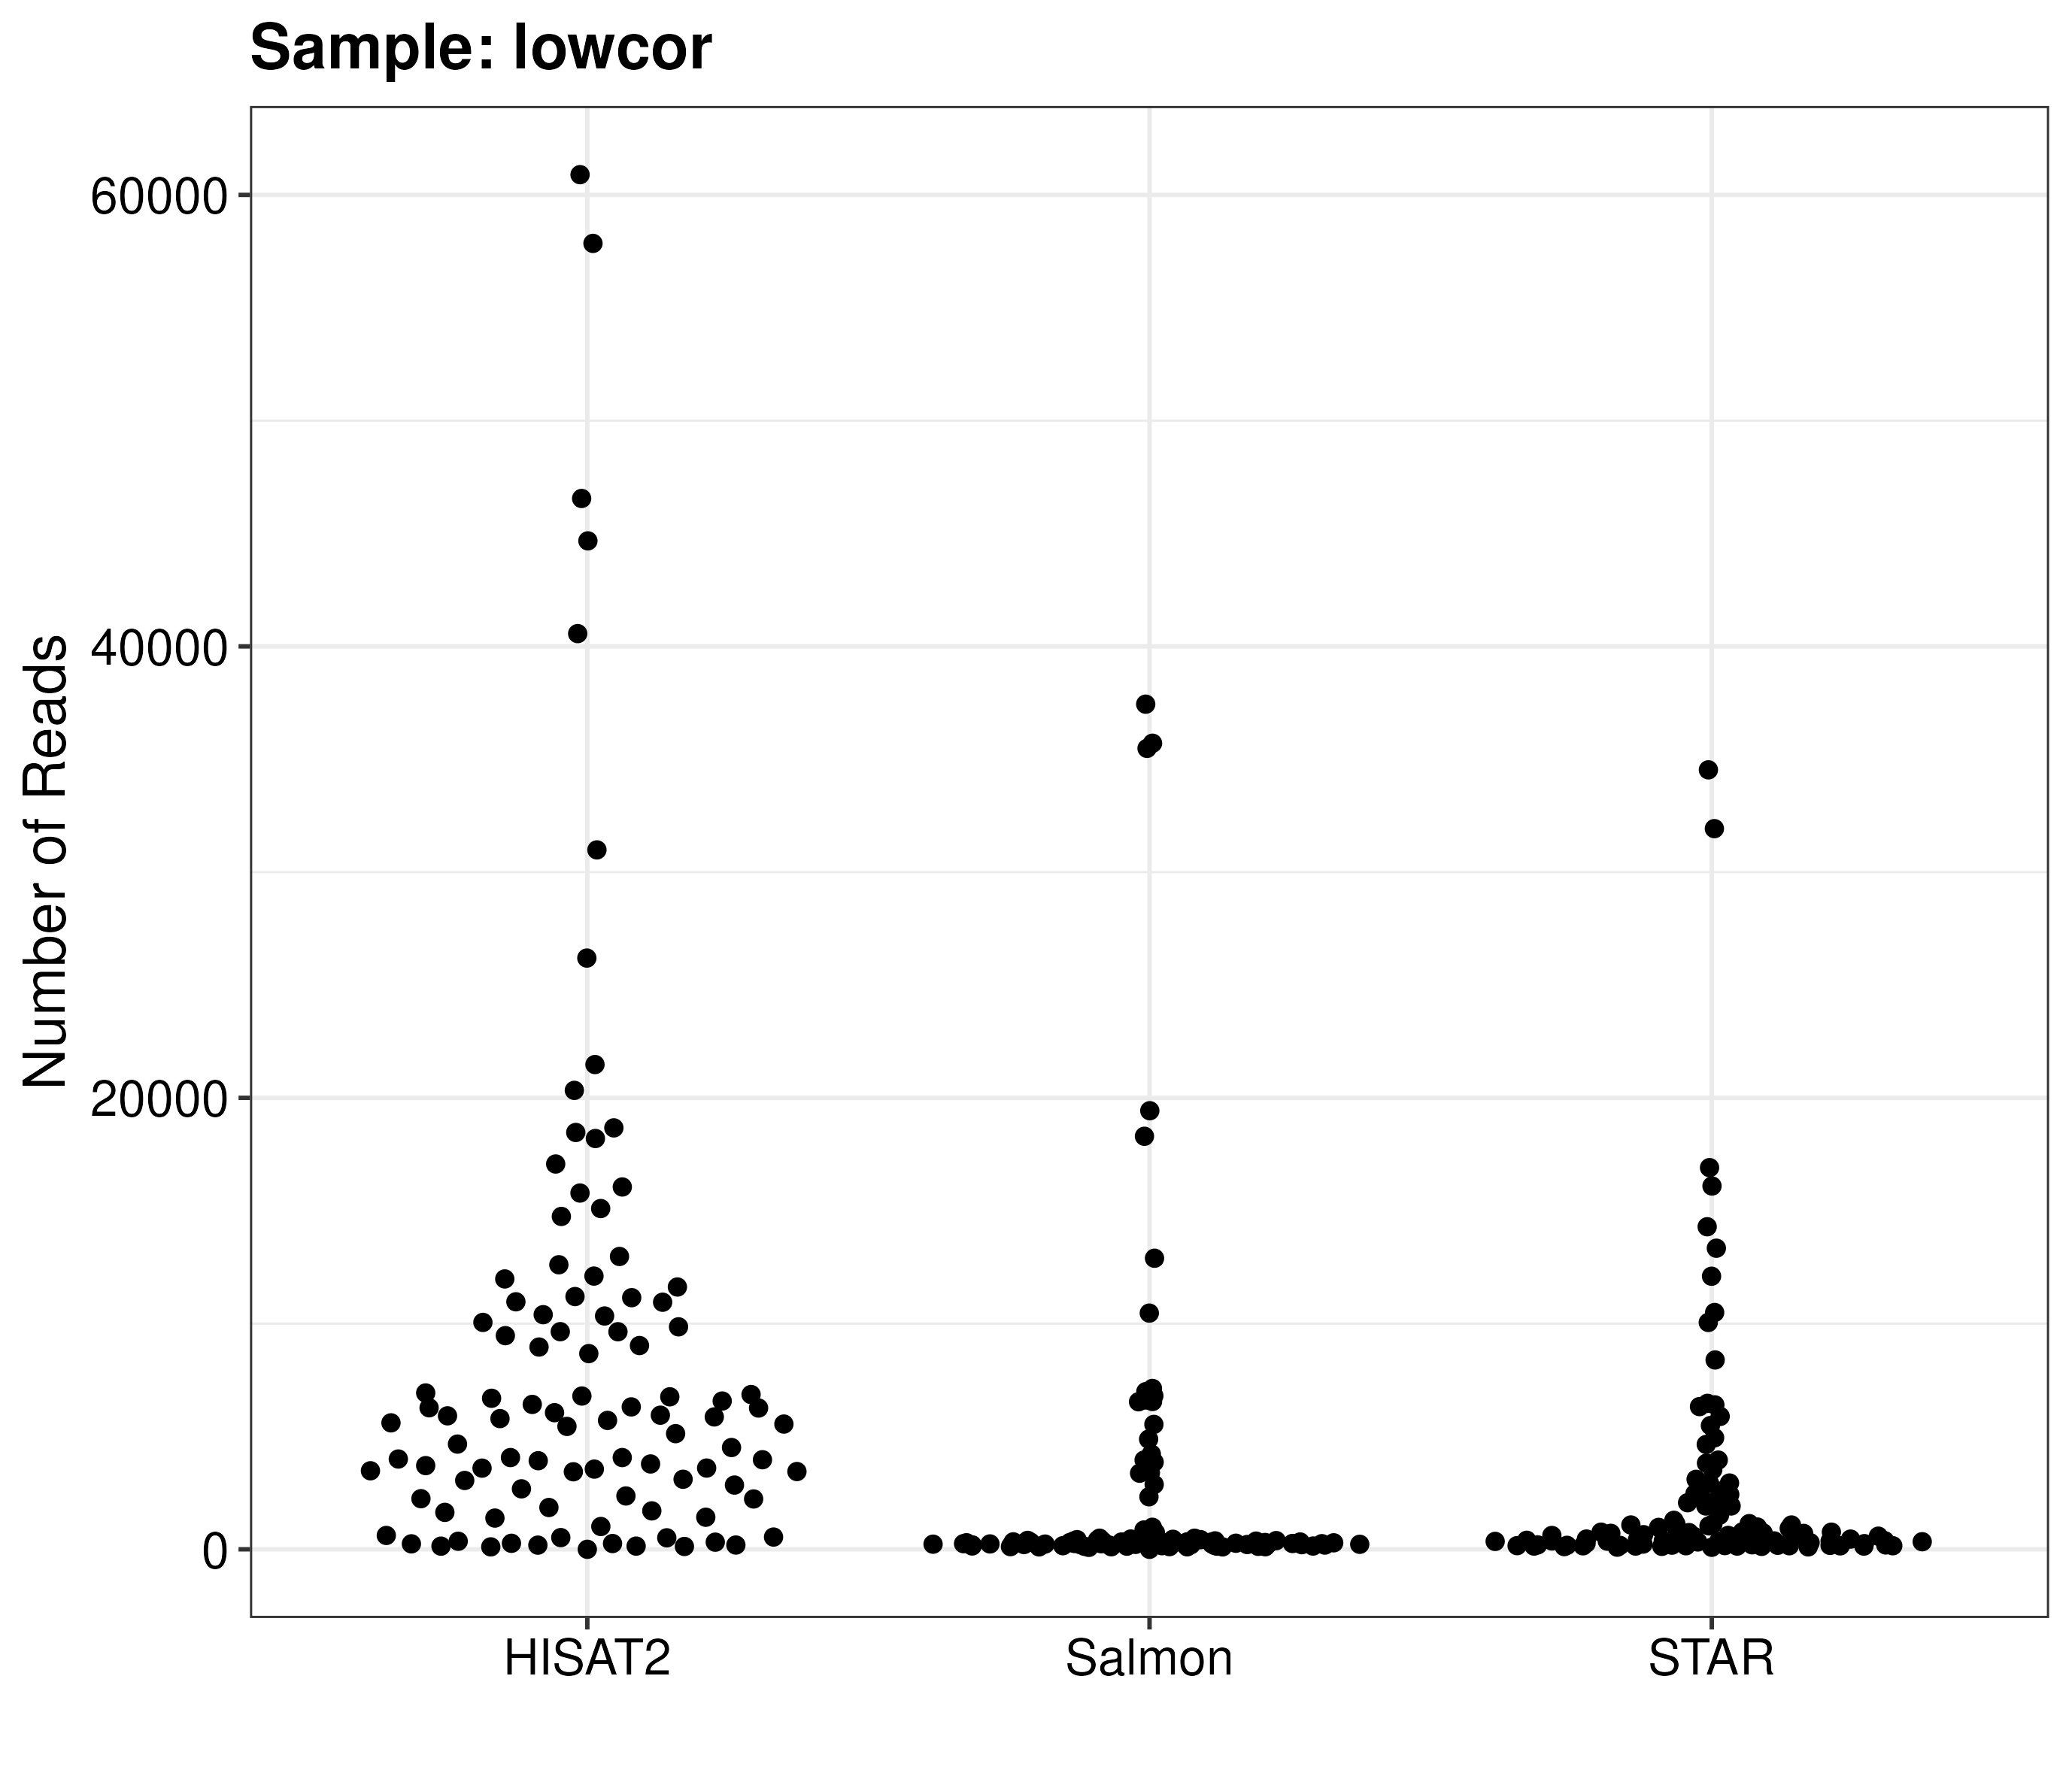 Sample: lowcor
Number of Reads
60000
40000
20000
0
HISAT2
Salmon
STAR